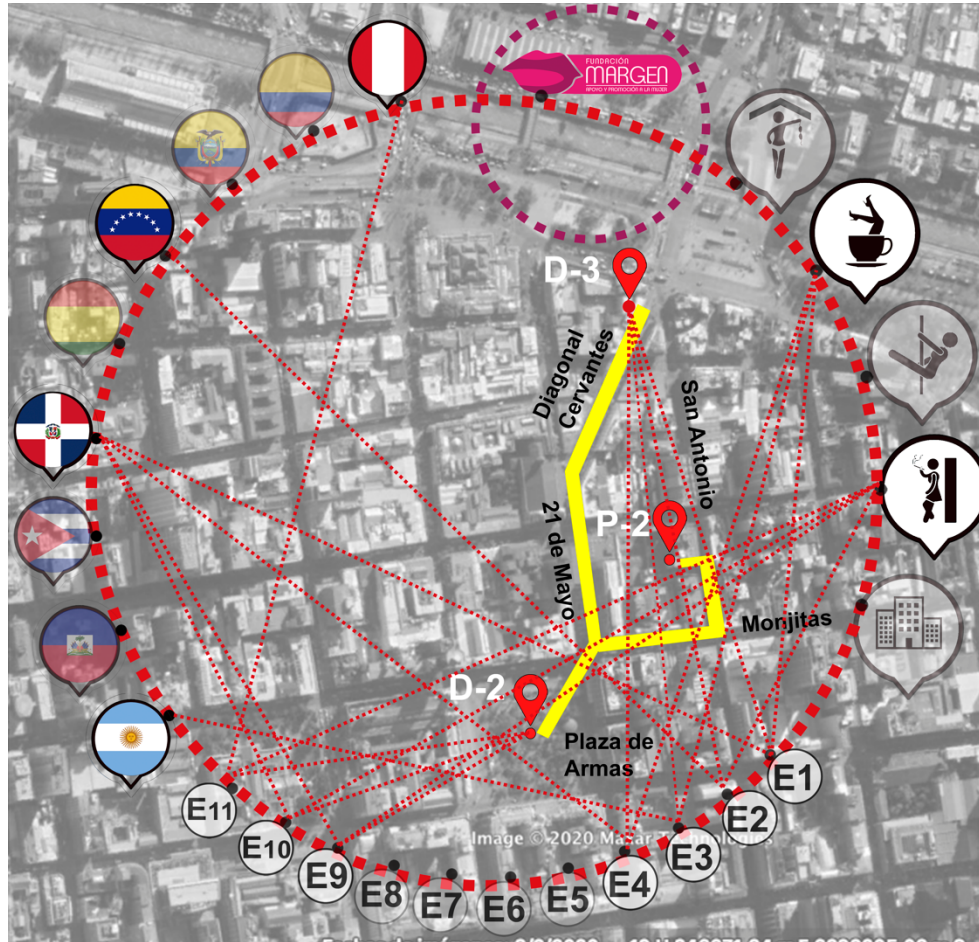 FUNDACIÓN
MARGEN
APOYO Y PROMOCIÓN A LA MUJER
D-3
Diagonal
Cervantes
San Antonio
21 de Mayo
P-2
Monjitas
D-2
Plaza de
Armas
E1
E2
E3
E4
E5
E6
E7
E8
E9
E10
E11
Image © 2020 Maxar Technologies